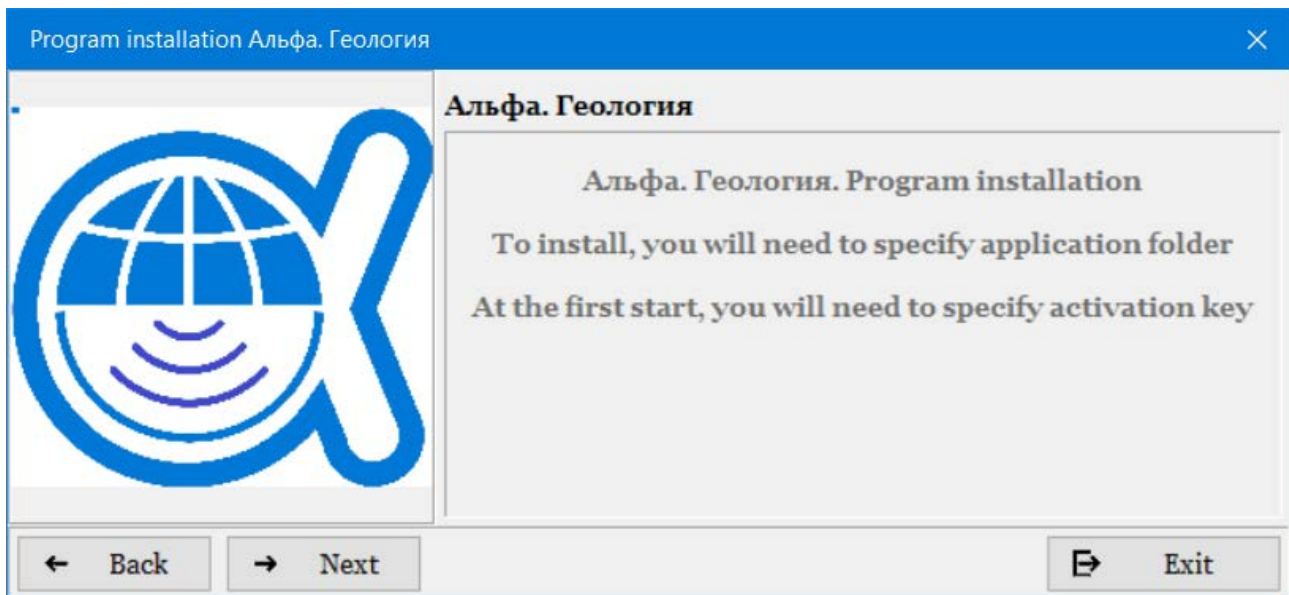 Program installation Альфа. Геология
Альфа. Геология
Альфа. Геология. Program installation
To install, you will need to specify application folder
At the first start, you will need to specify activation key
Back
Next
Exit